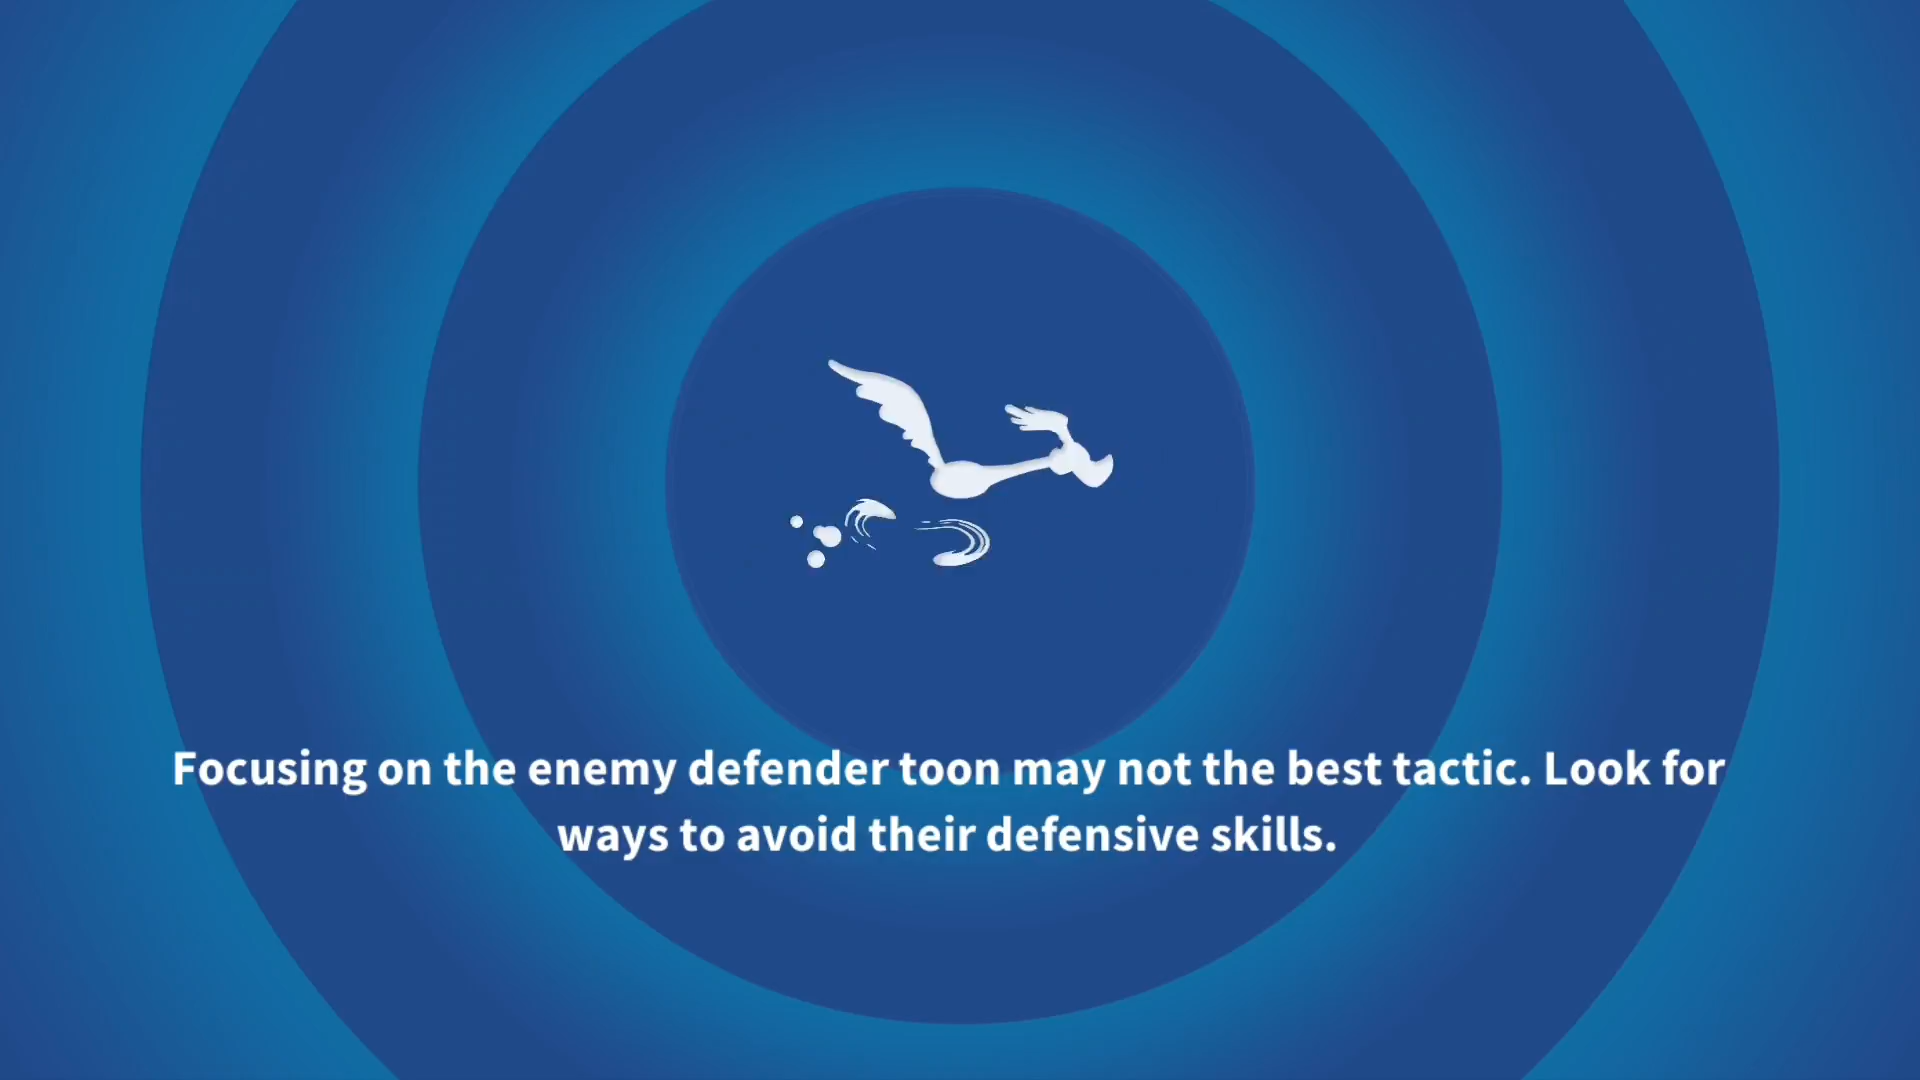 Focusing on the enemy defender toon may not the best tactic. Look for
ways to avoid their defensive skills.